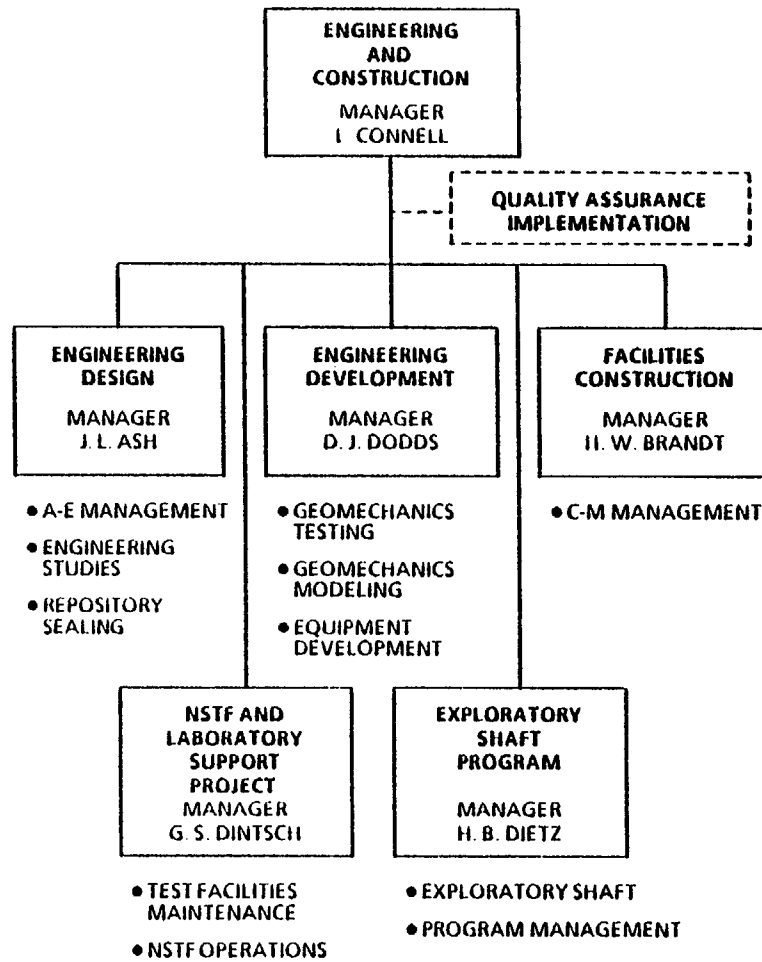 ENGINEERING
AND
CONSTRUCTION
MANAGER
L. CONNELL
QUALITY ASSURANCE
IMPLEMENTATION
ENGINEERING
DESIGN
MANAGER
J. L. ASH
ENGINEERING
DEVELOPMENT
MANAGER
D. J. DODDS
FACILITIES
CONSTRUCTION
MANAGER
H. W. BRANDT
● A-E MANAGEMENT
● ENGINEERING
STUDIES
● REPOSITORY
SEALING
● GEOMECHANICS
TESTING
● GEOMECHANICS
MODELING
● EQUIPMENT
DEVELOPMENT
● C-M MANAGEMENT
NSTF AND
LABORATORY
SUPPORT
PROJECT
MANAGER
G. S. DINTSCH
EXPLORATORY
SHAFT
PROGRAM
MANAGER
H. B. DIETZ
● TEST FACILITIES
MAINTENANCE
● NSTF OPERATIONS
● EXPLORATORY SHAFT
● PROGRAM MANAGEMENT